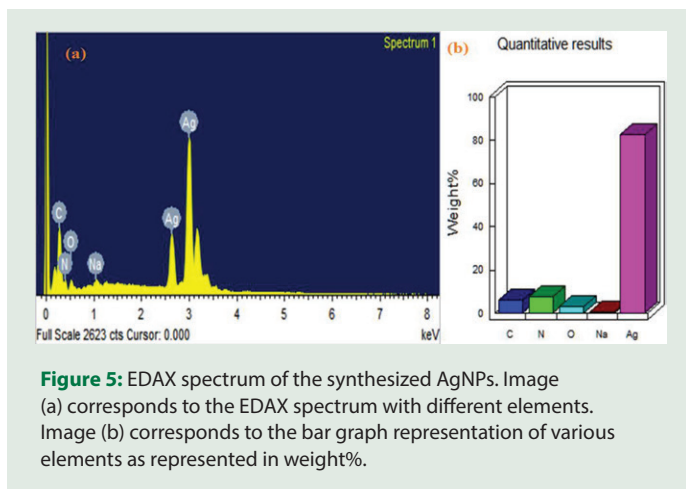 (a)
Spectrum 1
Ag
C
Ag
O
N
Na
0 1 2 3 4 5 6 7 8
Full Scale 2623 cts Cursor: 0.000
keV
(b)
Quantitative results
Weight%
100
80
60
40
20
0
C N O Na Ag
Figure 5: EDAX spectrum of the synthesized AgNPs. Image
(a) corresponds to the EDAX spectrum with different elements.
Image (b) corresponds to the bar graph representation of various
elements as represented in weight%.